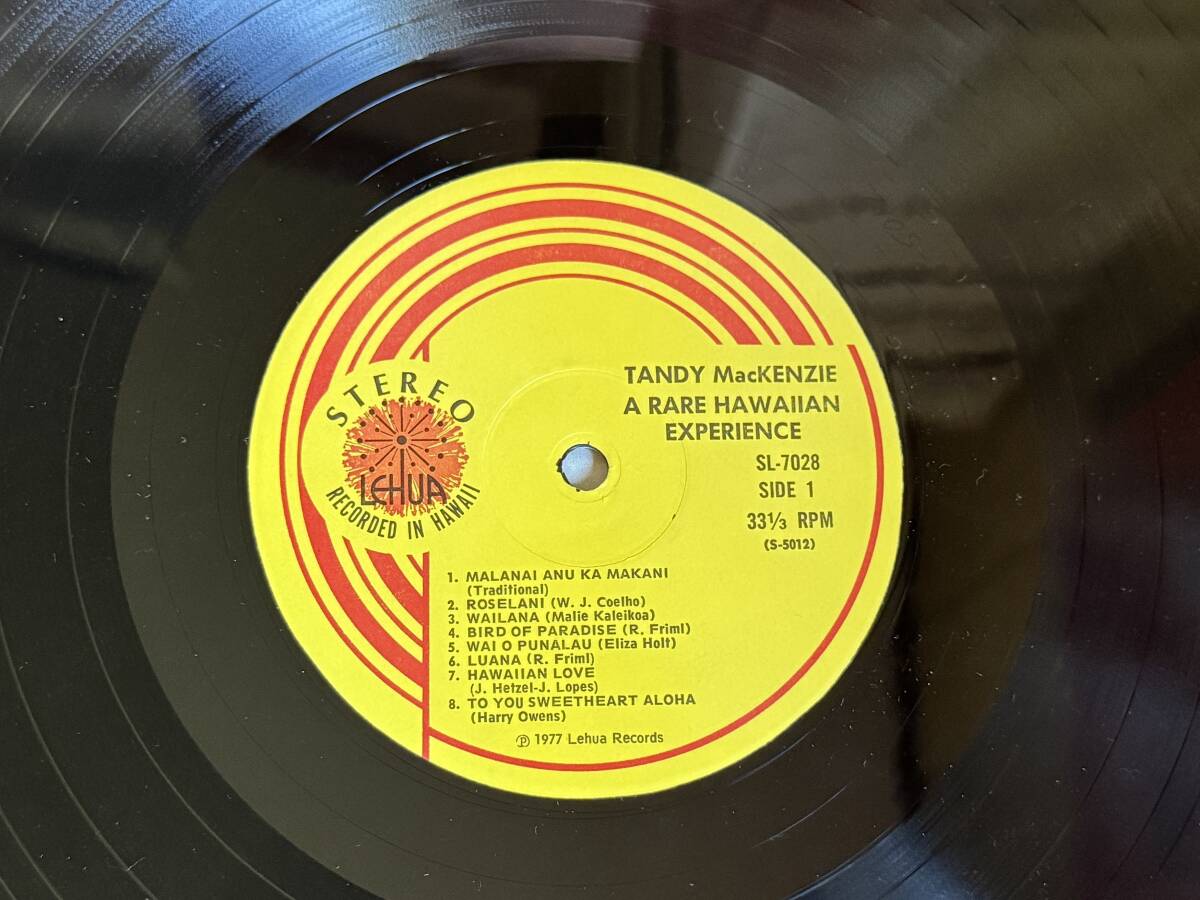 STEREO
LEHUA
RECORDED IN HAWAII
TANDY MacKENZIE
A RARE HAWAIIAN
EXPERIENCE
SL-7028
SIDE 1
33⅓ RPM
(S-5012)
1. MALANAI ANU KA MAKANI
(Traditional)
2. ROSELANI (W. J. Coelho)
3. WAILANA (Malie Kaleikoa)
4. BIRD OF PARADISE (R. Friml)
5. WAI O PUNALAU (Eliza Holt)
6. LUANA (R. Friml)
7. HAWAIIAN LOVE
(J. Hetzel-J. Lopes)
8. TO YOU SWEETHEART ALOHA
(Harry Owens)
℗ 1977 Lehua Records